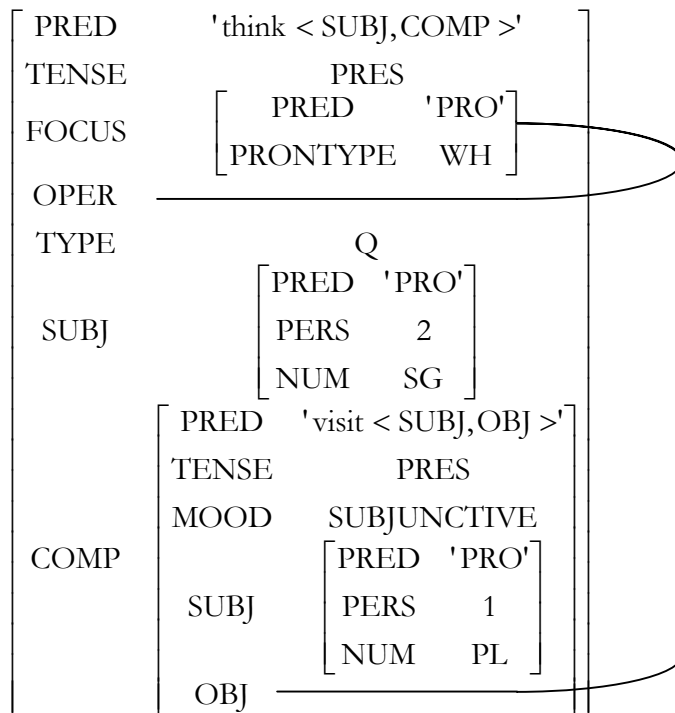 PRED 'think < SUBJ,COMP >'
TENSE PRES
FOCUS
PRED 'PRO'
PRONTYPE WH
OPER
TYPE Q
SUBJ
PRED 'PRO'
PERS 2
NUM SG
COMP
PRED 'visit < SUBJ,OBJ >'
TENSE PRES
MOOD SUBJUNCTIVE
SUBJ
PRED 'PRO'
PERS 1
NUM PL
OBJ